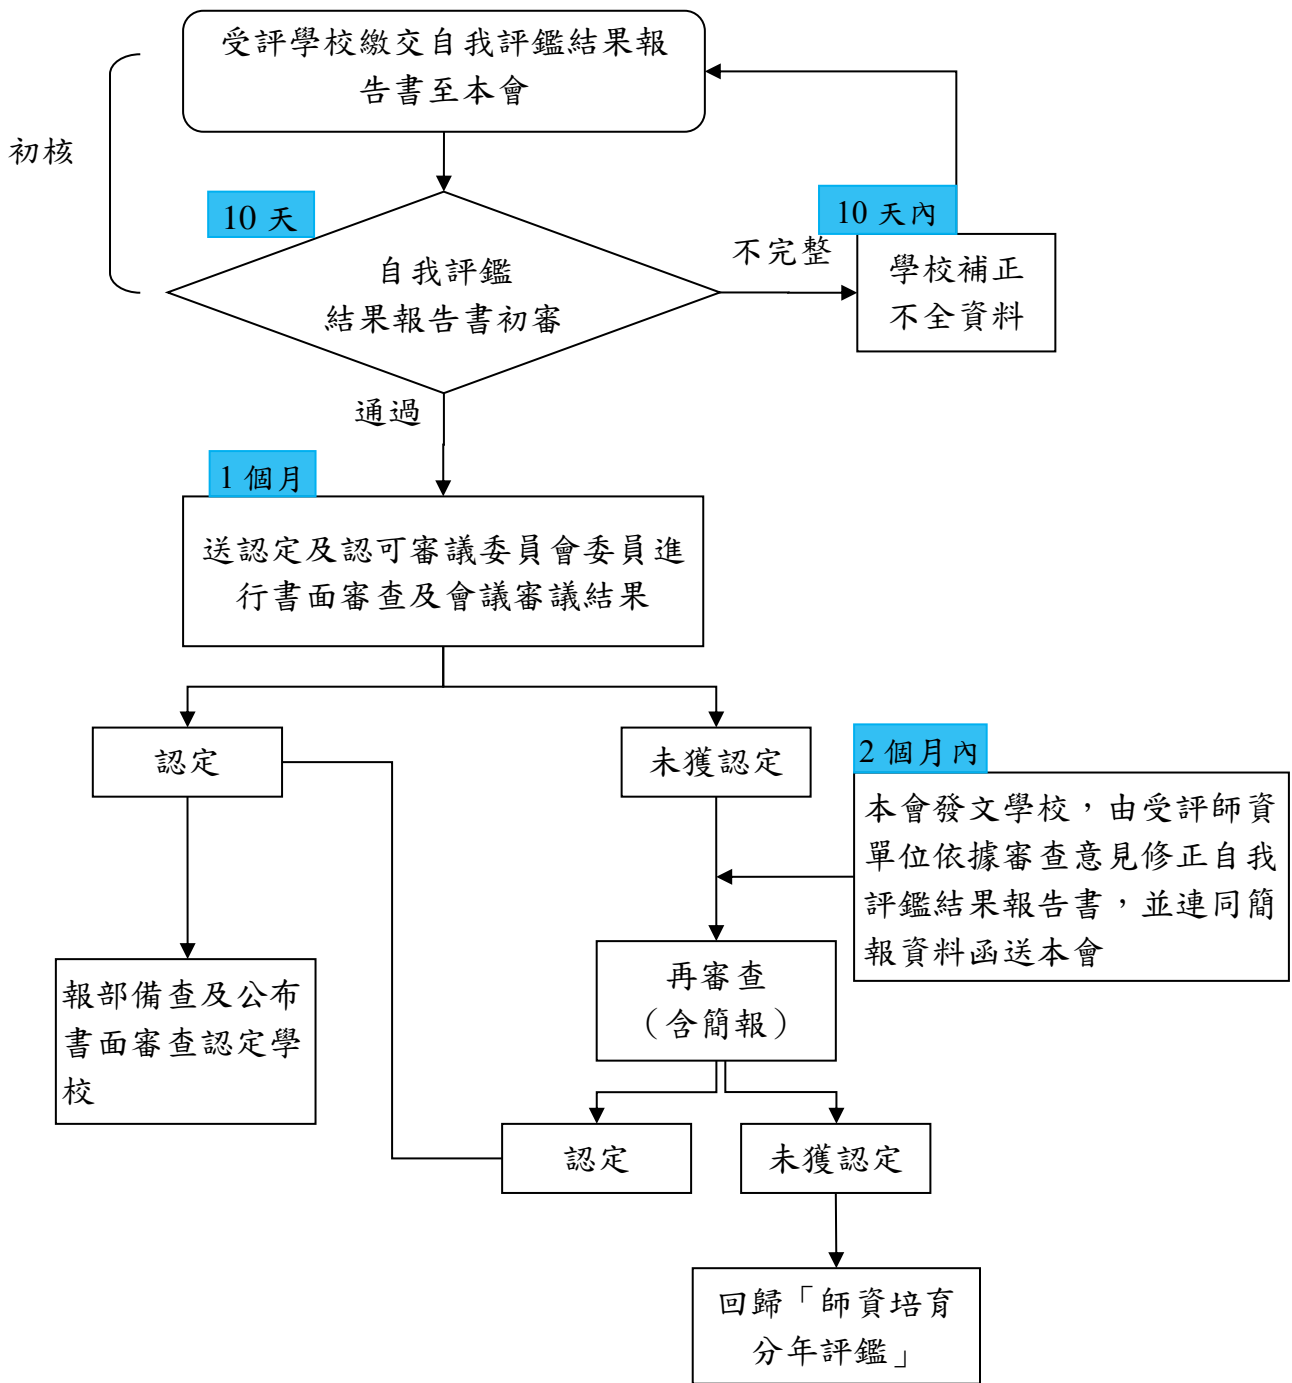 受評學校繳交自我評鑑結果報
告書至本會
初核
10 天
10 天內
自我評鑑
結果報告書初審
不完整
學校補正
不全資料
通過
1 個月
送認定及認可審議委員會委員進
行書面審查及會議審議結果
認定
未獲認定
2 個月內
本會發文學校，由受評師資
單位依據審查意見修正自我
評鑑結果報告書，並連同簡
報資料函送本會
報部備查及公布
書面審查認定學
校
再審查
（含簡報）
認定
未獲認定
回歸「師資培育
分年評鑑」